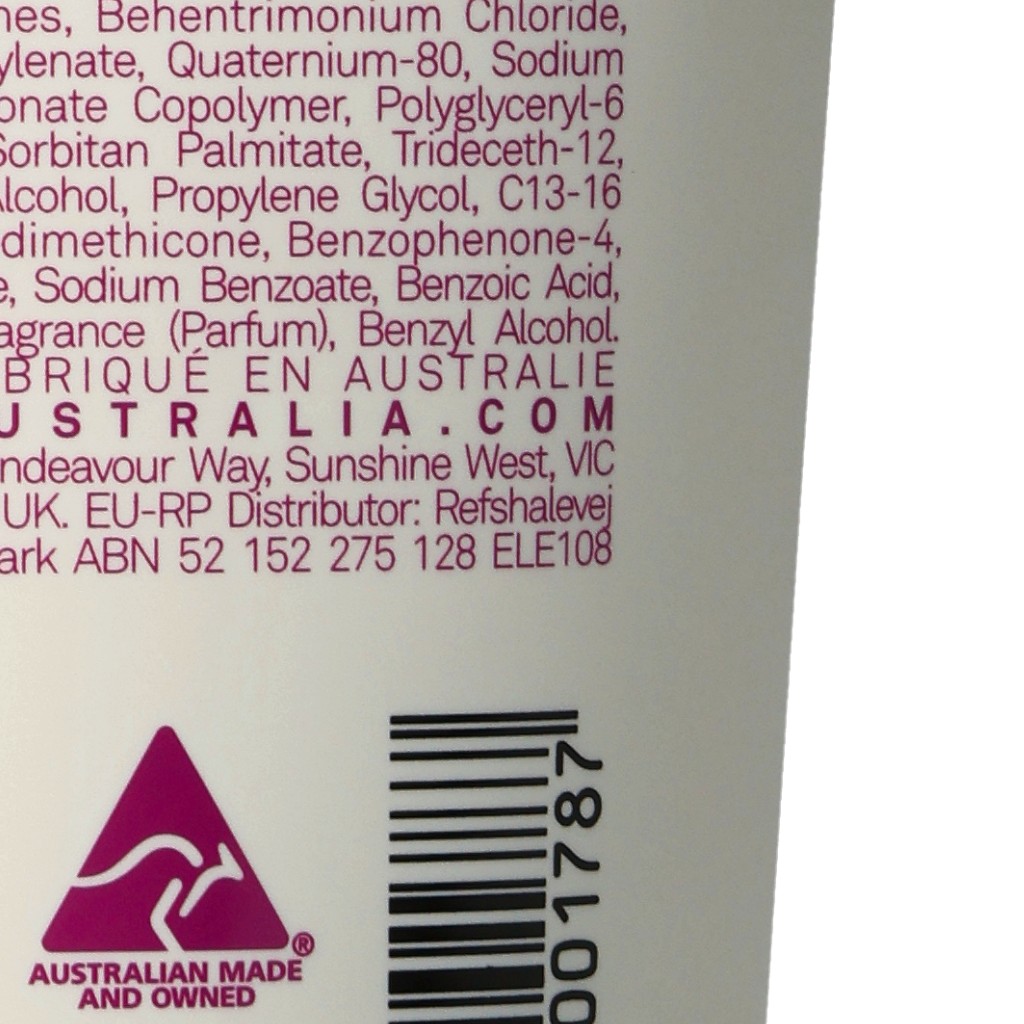 nes, Behentrimonium Chloride,
ylenate, Quaternium-80, Sodium
onate Copolymer, Polyglyceryl-6
Sorbitan Palmitate, Trideceth-12,
Alcohol, Propylene Glycol, C13-16
dimethicone, Benzophenone-4,
e, Sodium Benzoate, Benzoic Acid,
agrance (Parfum), Benzyl Alcohol.
BRIQUÉ EN AUSTRALIE
USTRALIA.COM
ndeavour Way, Sunshine West, VIC
UK. EU-RP Distributor: Refshalevej
ark ABN 52 152 275 128 ELE108
AUSTRALIAN MADE
AND OWNED
®
001787